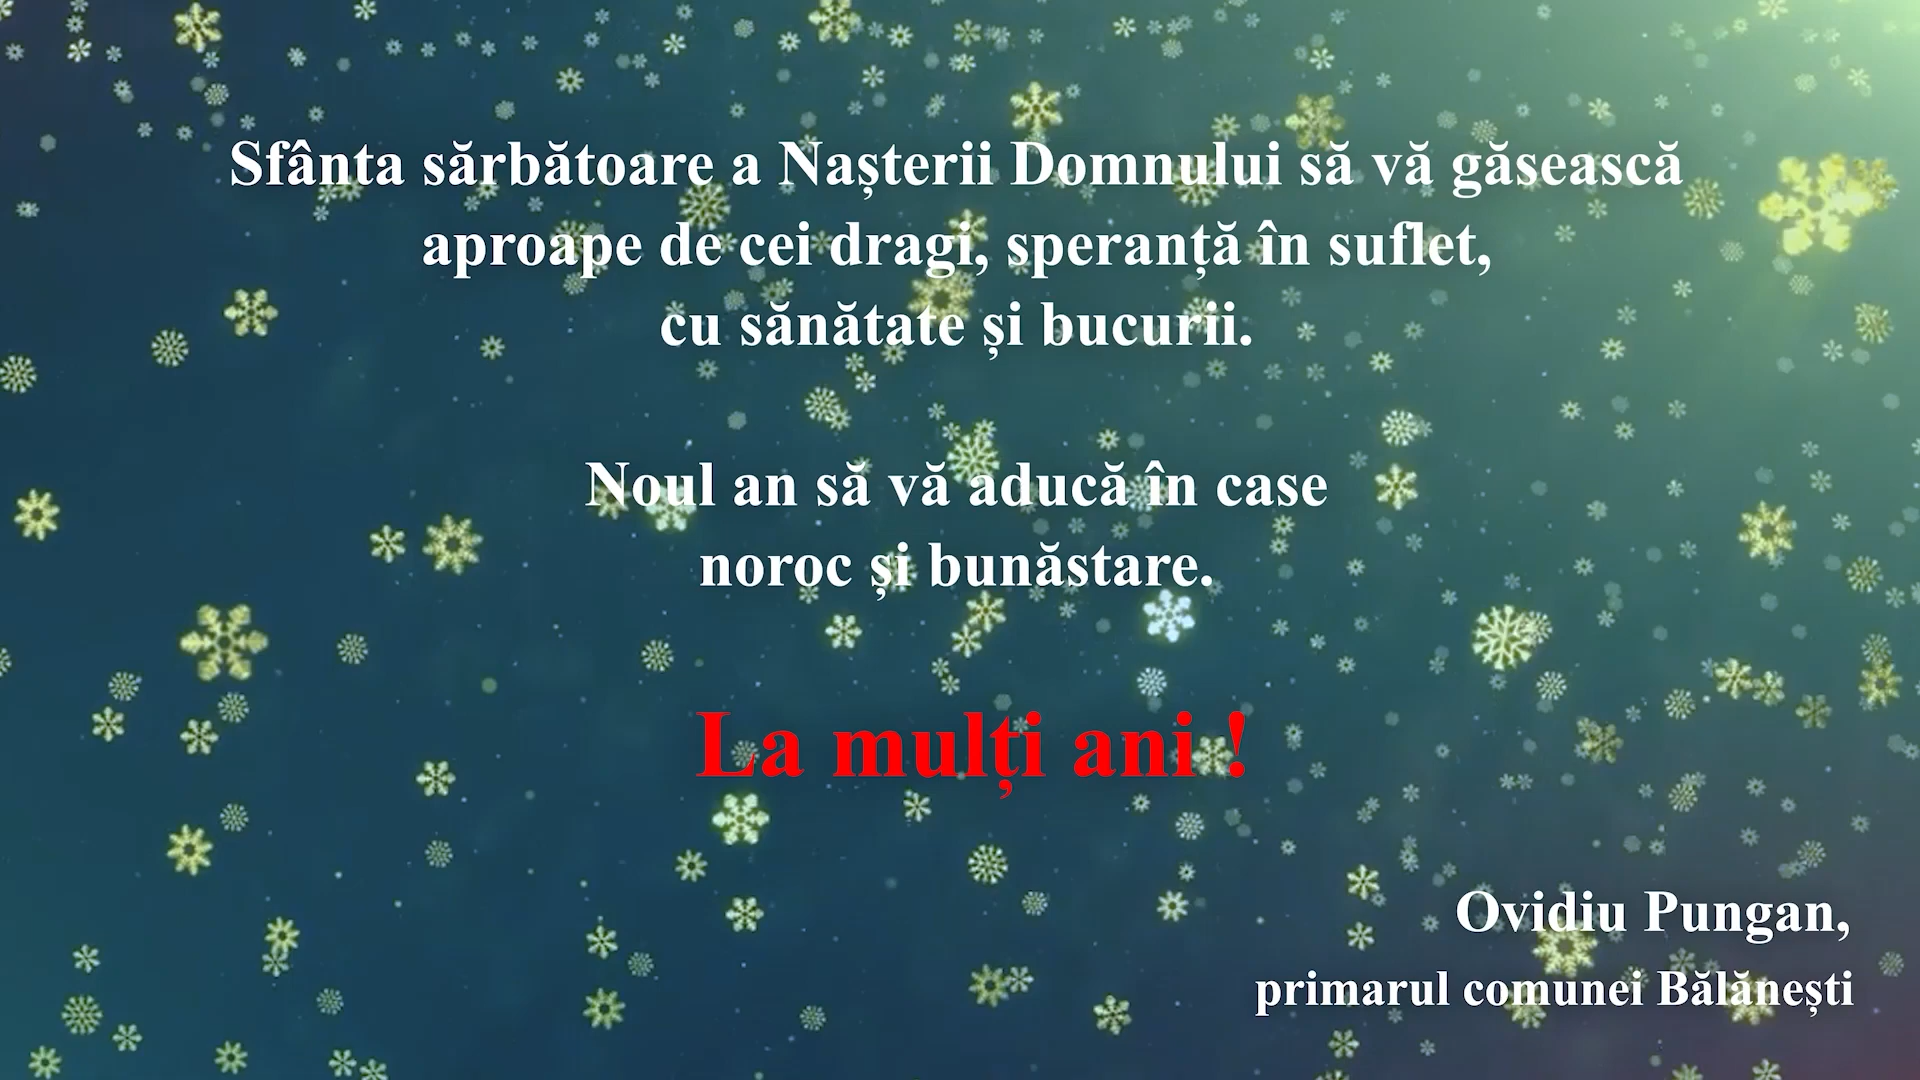 Sfânta sărbătoare a Nașterii Domnului să vă găsească
aproape de cei dragi, speranță în suflet,
cu sănătate și bucurii.
Noul an să vă aducă în case
noroc și bunăstare.
La mulți ani !
Ovidiu Pungan,
primarul comunei Bălănești